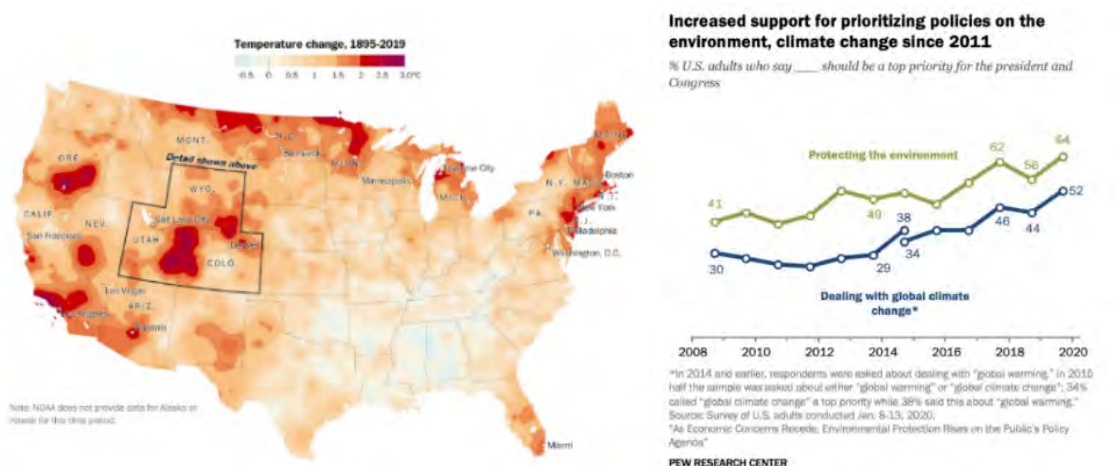 Temperature change, 1895-2019
-0.5 0 0.5 1 1.5 2 2.5 3.0°C
MONT.
N.D.
MAINE
Bismarck
ORE.
Detail shown above
MINN.
WYO.
Minneapolis
Boston
N.Y.
MICH.
CALIF.
NEV.
Salt Lake City
New York
PA.
N.J.
San Francisco
UTAH
Denver
Philadelphia
COLO.
Washington, D.C.
Las Vegas
ARIZ.
Los Angeles
Phoenix
Note: NOAA does not provide data for Alaska or
Hawaii for this time period.
Miami
Increased support for prioritizing policies on the
environment, climate change since 2011
% U.S. adults who say ___ should be a top priority for the president and
Congress
Protecting the environment
41
49
62
56
64
30
29
38
34
46
44
52
Dealing with global climate
change*
2008 2010 2012 2014 2016 2018 2020
*In 2014 and earlier, respondents were asked about dealing with "global warming." In 2015
half the sample was asked about either "global warming" or "global climate change"; 34%
called "global climate change" a top priority while 38% said this about "global warming."
Source: Survey of U.S. adults conducted Jan. 8-13, 2020.
"As Economic Concerns Recede, Environmental Protection Rises on the Public's Policy
Agenda"
PEW RESEARCH CENTER